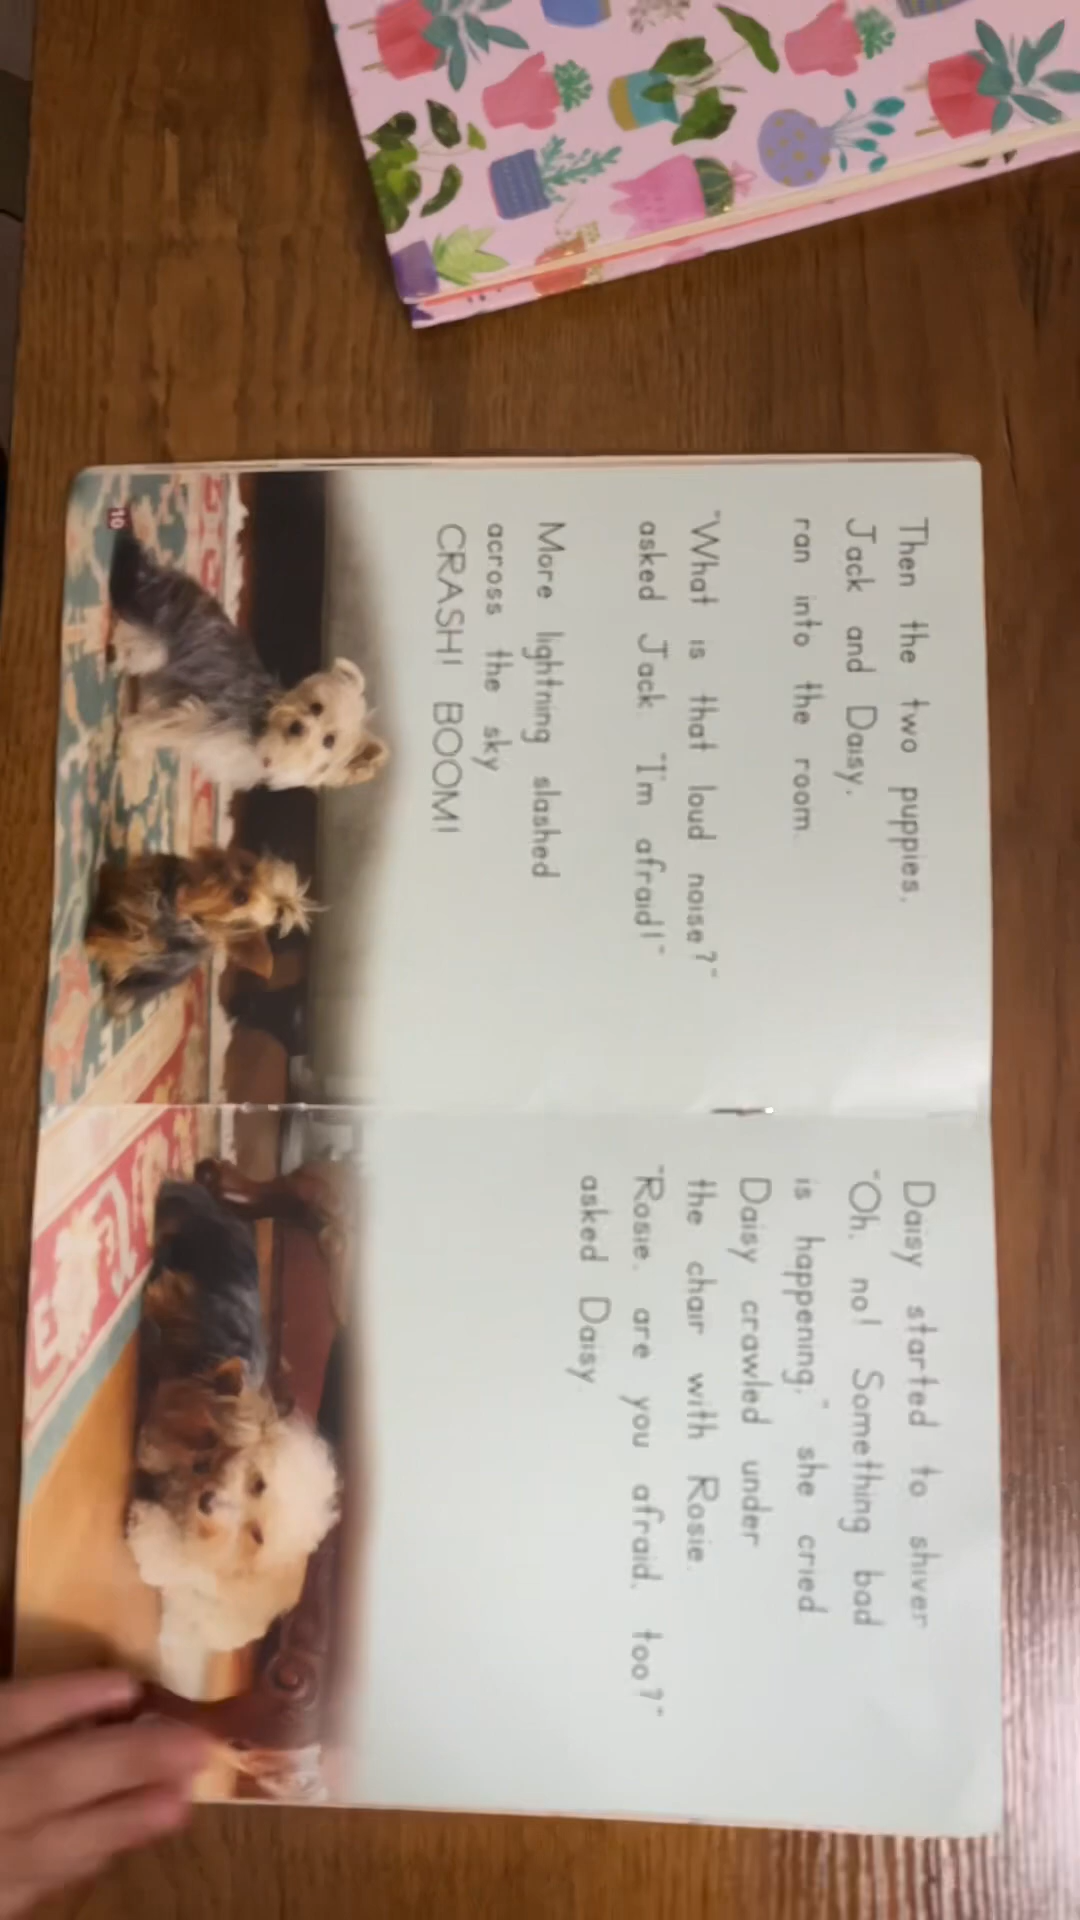 Then the two puppies,
Jack and Daisy,
ran into the room.
"What is that loud noise?"
asked Jack. "I'm afraid!"
More lightning slashed
across the sky
CRASH! BOOM!
10
Daisy started to shiver
"Oh, no! Something bad
is happening," she cried
Daisy crawled under
the chair with Rosie.
"Rosie, are you afraid, too?"
asked Daisy.